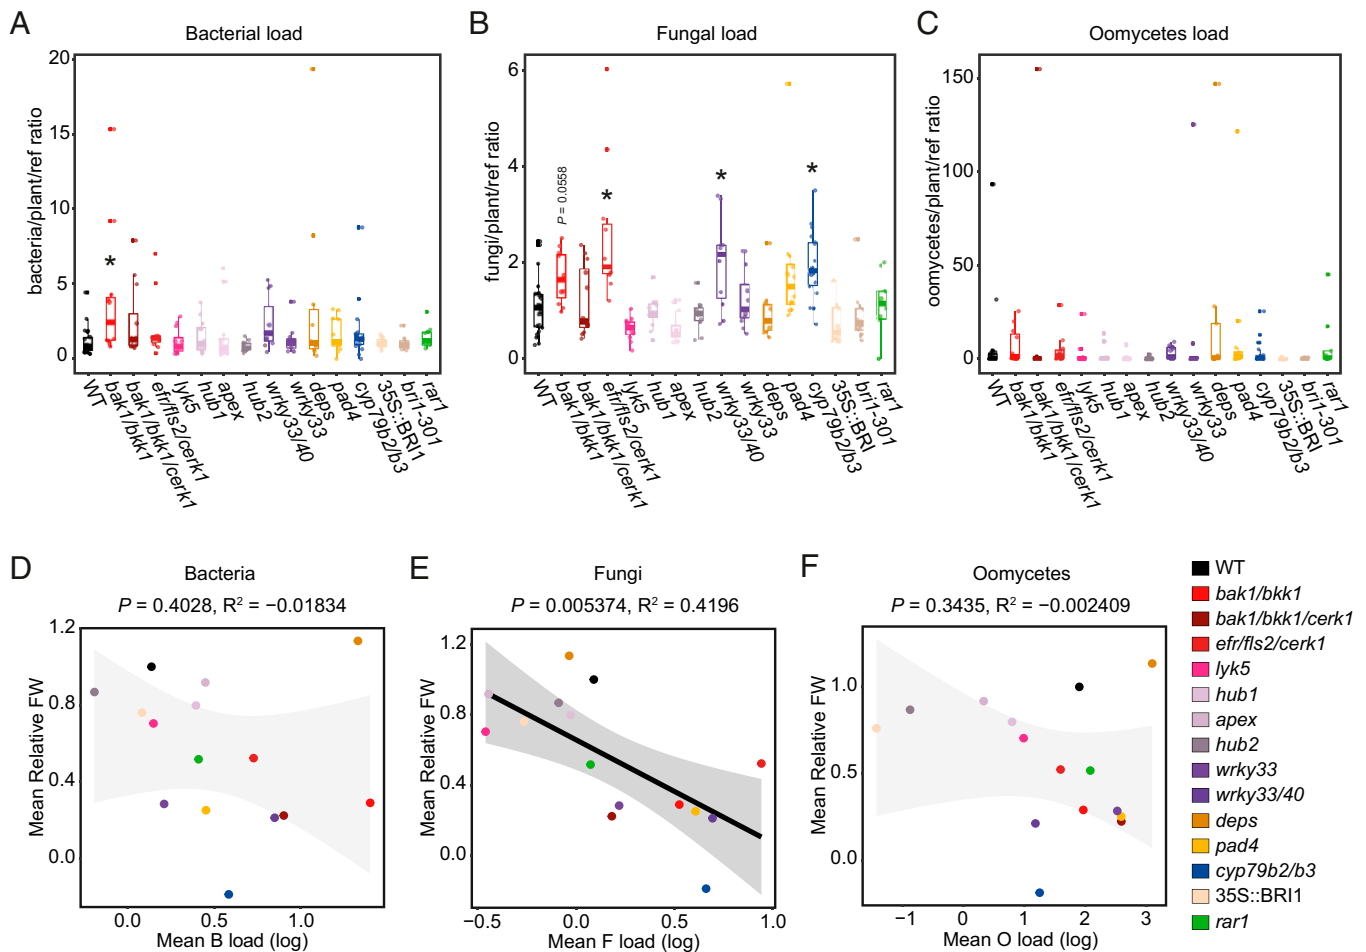 A
Bacterial load
bacteria/plant/ref ratio
20
15
10
5
0
*
WT
bak1/bkk1
bak1/bkk1/cerk1
efr/fls2/cerk1
lyk5
hub1
apex
hub2
wrky33/40
wrky33
deps
pad4
cyp79b2/b3
35S::BRI1
bri1-301
rar1
B
Fungal load
fungi/plant/ref ratio
6
4
2
0
P = 0.0558
*
*
*
WT
bak1/bkk1
bak1/bkk1/cerk1
efr/fls2/cerk1
lyk5
hub1
apex
hub2
wrky33/40
wrky33
deps
pad4
cyp79b2/b3
35S::BRI
bri1-301
rar1
C
Oomycetes load
oomycetes/plant/ref ratio
150
100
50
0
WT
bak1/bkk1
bak1/bkk1/cerk1
efr/fls2/cerk1
lyk5
hub1
apex
hub2
wrky33/40
wrky33
deps
pad4
cyp79b2/b3
35S::BRI
bri1-301
rar1
D
Bacteria
P = 0.4028, R² = −0.01834
Mean Relative FW
1.2
0.8
0.4
0.0
0.0
0.5
1.0
Mean B load (log)
E
Fungi
P = 0.005374, R² = 0.4196
Mean Relative FW
1.2
0.8
0.4
0.0
−0.5
0.0
0.5
1.0
Mean F load (log)
F
Oomycetes
P = 0.3435, R² = −0.002409
Mean Relative FW
1.0
0.5
0.0
−1
0
1
2
3
Mean O load (log)
WT
bak1/bkk1
bak1/bkk1/cerk1
efr/fls2/cerk1
lyk5
hub1
apex
hub2
wrky33
wrky33/40
deps
pad4
cyp79b2/b3
35S::BRI1
rar1